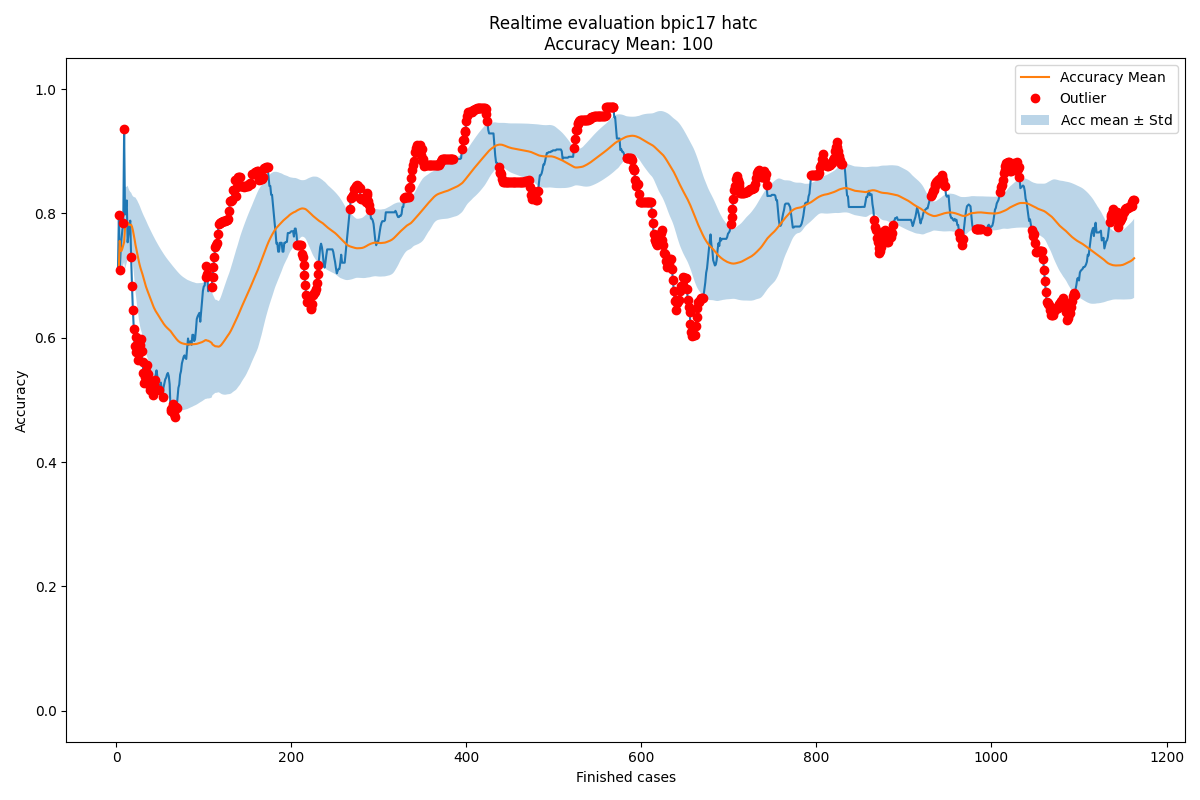 Realtime evaluation bpic17 hatc
Accuracy Mean: 100
Accuracy Mean
Outlier
Acc mean ± Std
Accuracy
1.0
0.8
0.6
0.4
0.2
0.0
0 200 400 600 800 1000 1200
Finished cases